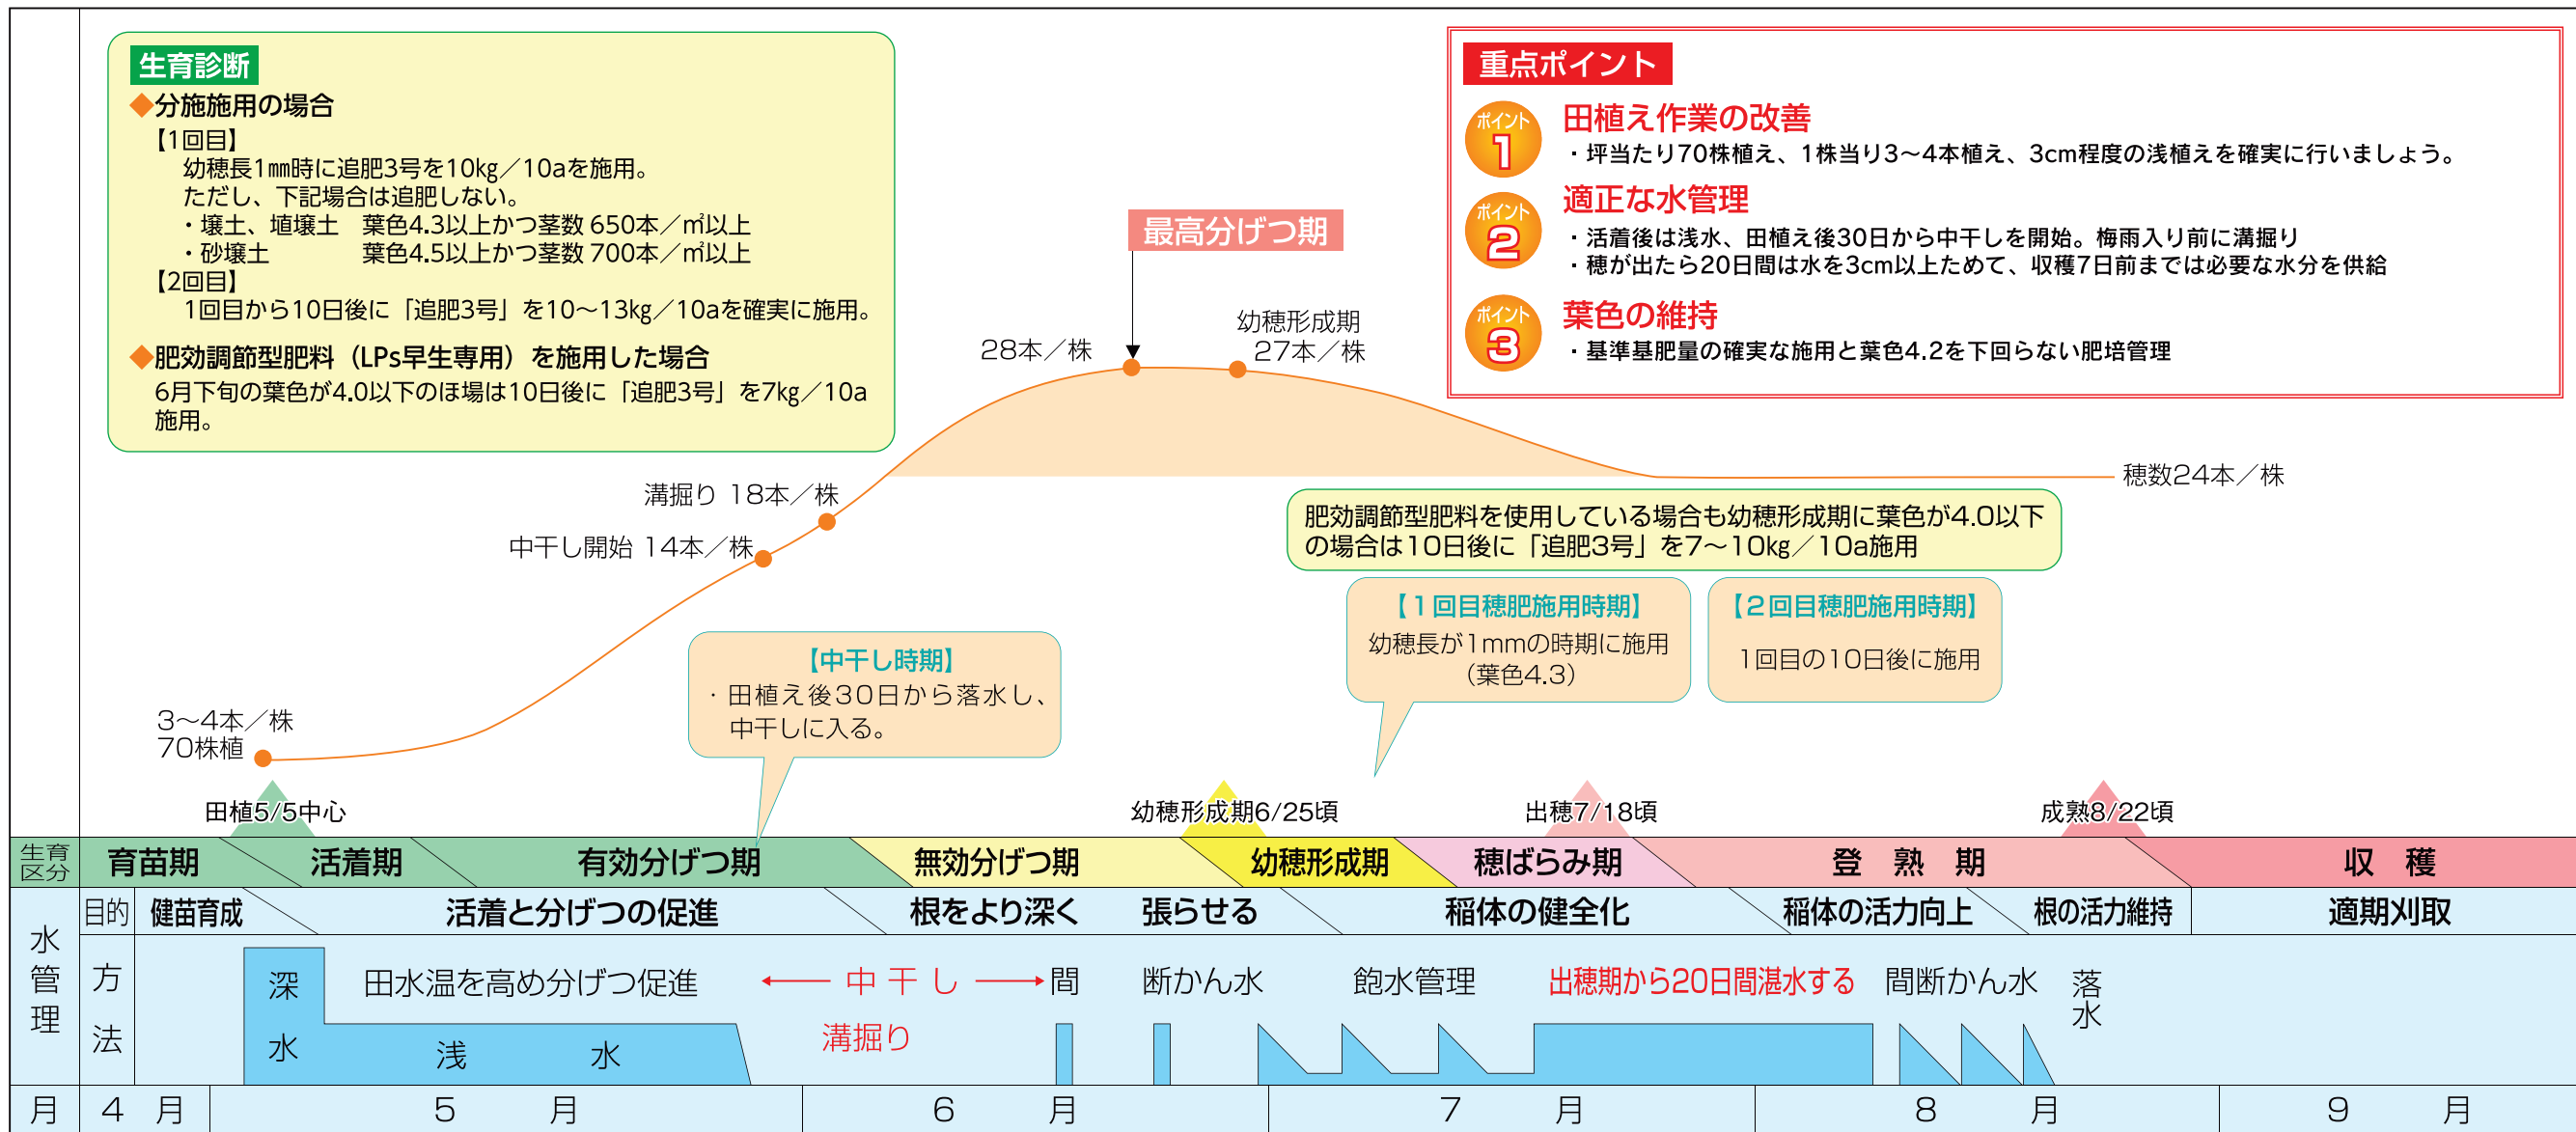 生育診断
◆分施施用の場合
【1回目】
幼穂長1㎜時に追肥3号を10㎏／10aを施用。
ただし、下記場合は追肥しない。
・壌土、埴壌土　葉色4.3以上かつ茎数 650本／㎡以上
・砂壌土　　　　葉色4.5以上かつ茎数 700本／㎡以上
【2回目】
1回目から10日後に「追肥3号」を10～13㎏／10aを確実に施用。
◆肥効調節型肥料（LPs早生専用）を施用した場合
6月下旬の葉色が4.0以下のほ場は10日後に「追肥3号」を7㎏／10a
施用。
重点ポイント
ポイント
1
田植え作業の改善
・坪当たり70株植え、1株当り3～4本植え、3cm程度の浅植えを確実に行いましょう。
ポイント
2
適正な水管理
・活着後は浅水、田植え後30日から中干しを開始。梅雨入り前に溝掘り
・穂が出たら20日間は水を3cm以上ためて、収穫7日前までは必要な水分を供給
ポイント
3
葉色の維持
・基準基肥量の確実な施用と葉色4.2を下回らない肥培管理
最高分げつ期
28本／株
幼穂形成期
27本／株
溝掘り 18本／株
中干し開始 14本／株
穂数24本／株
3～4本／株
70株植
肥効調節型肥料を使用している場合も幼穂形成期に葉色が4.0以下
の場合は10日後に「追肥3号」を7～10㎏／10a施用
【中干し時期】
・田植え後30日から落水し、
中干しに入る。
【１回目穂肥施用時期】
幼穂長が1mmの時期に施用
（葉色4.3）
【２回目穂肥施用時期】
1回目の10日後に施用
田植5/5中心
幼穂形成期6/25頃
出穂7/18頃
成熟8/22頃
生育
区分
育苗期
活着期
有効分げつ期
無効分げつ期
幼穂形成期
穂ばらみ期
登　熟　期
収　穫
水管理
目的
健苗育成
活着と分げつの促進
根をより深く　　張らせる
稲体の健全化
稲体の活力向上
根の活力維持
適期刈取
方法
深水
田水温を高め分げつ促進
浅　　　水
中 干 し
溝掘り
間　　断かん水
飽水管理
出穂期から20日間湛水する
間断かん水
落水
月
4　月
5　　　月
6　　　月
7　　　月
8　　　月
9　　　月